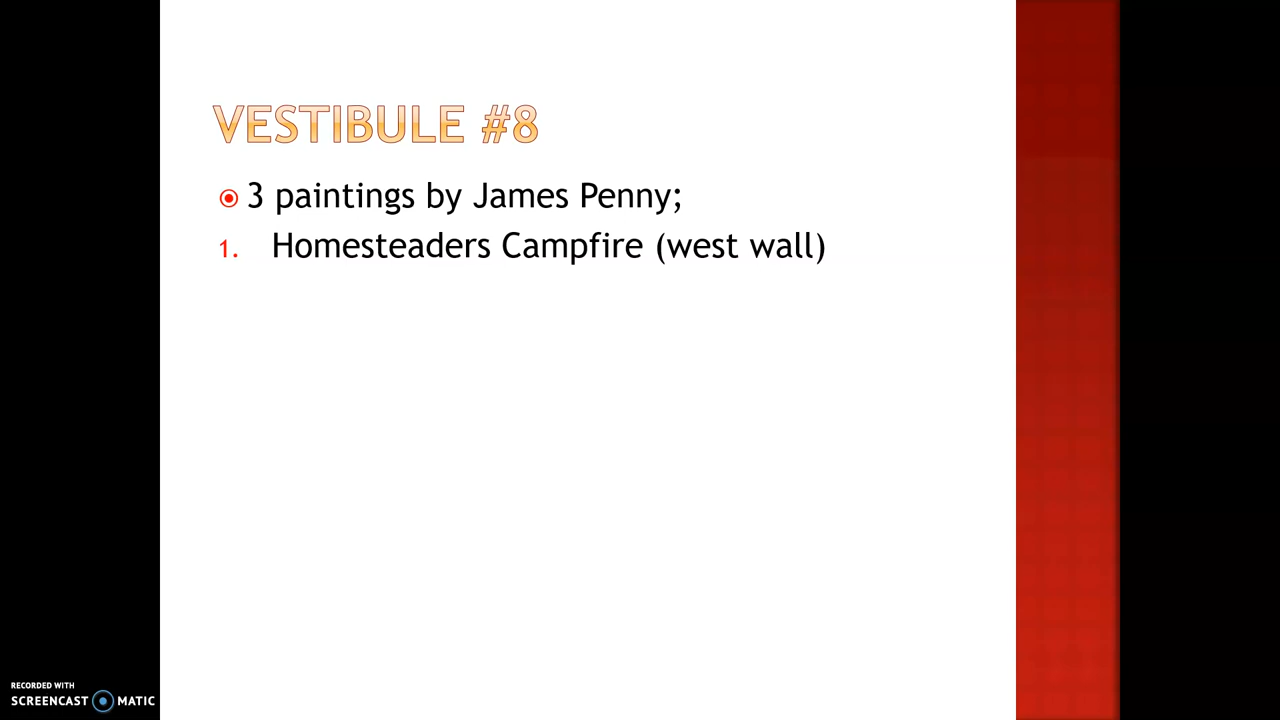 VESTIBULE #8
3 paintings by James Penny;
1. Homesteaders Campfire (west wall)
RECORDED WITH
SCREENCAST MATIC